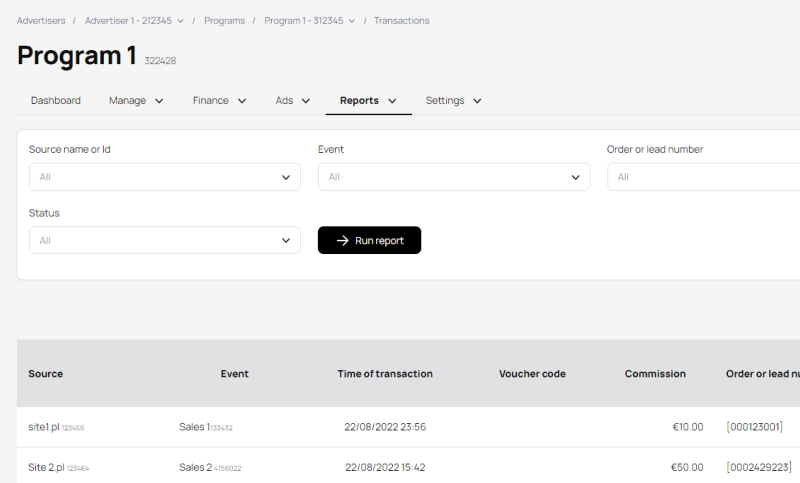 Advertisers / Advertiser 1 - 212345 / Programs / Program 1 - 312345 / Transactions
Program 1 322428
Dashboard Manage Finance Ads Reports Settings
Source name or Id Event Order or lead number
All All All
Status
All Run report
Source Event Time of transaction Voucher code Commission Order or lead nu
site1.pl 123456 Sales 1133432 22/08/2022 23:56 €10.00 [000123001]
Site 2.pl 1234E4 Sales 2 4156022 22/08/2022 15:42 €50.00 [0002429223]